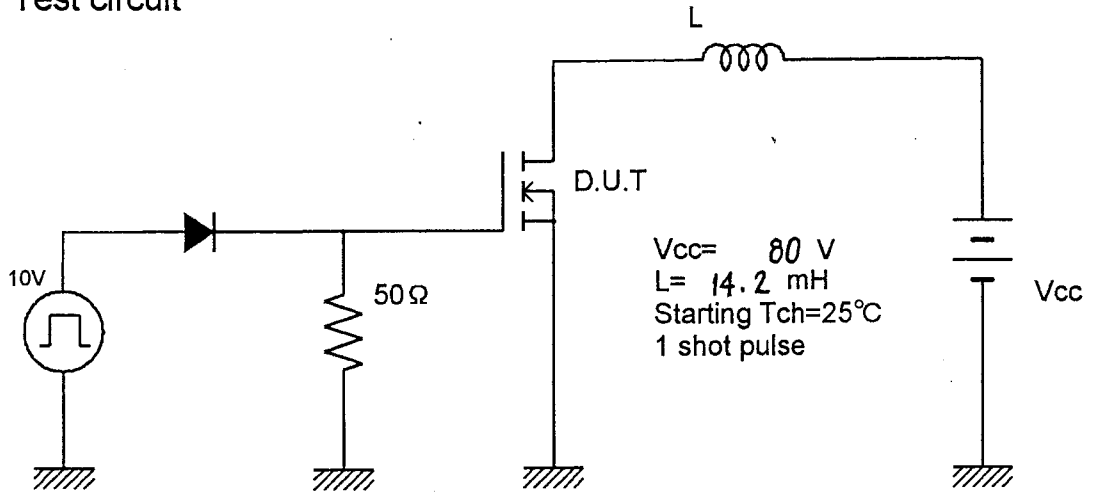 Test circuit
L
D.U.T
10V
50Ω
Vcc= 80 V
L= 14.2 mH
Starting Tch=25℃
1 shot pulse
Vcc